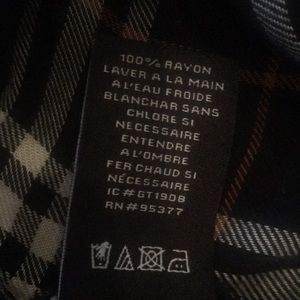 100% RAYON
LAVER A LA MAIN
A L'EAU FROIDE
BLANCHAR SANS
CHLORE SI
NECESSAIRE
ENTENDRE
A L'OMBRE
FER CHAUD SI
NÉCESSAIRE
IC# GT1908
RN# 95377